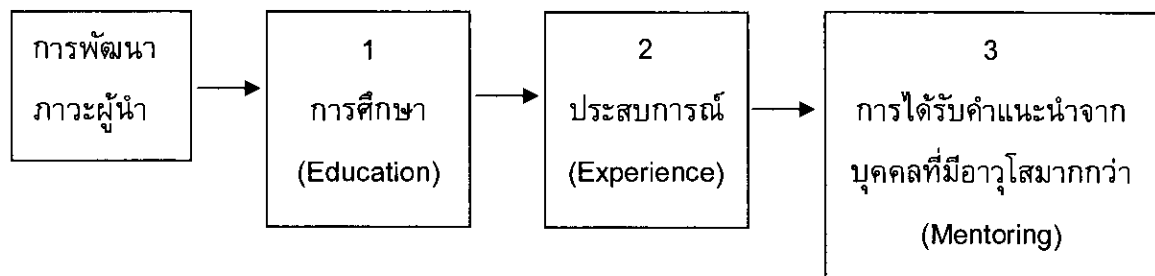 การพัฒนา
ภาวะผู้นำ
1
การศึกษา
(Education)
2
ประสบการณ์
(Experience)
3
การได้รับคำแนะนำจาก
บุคคลที่มีอาวุโสมากกว่า
(Mentoring)